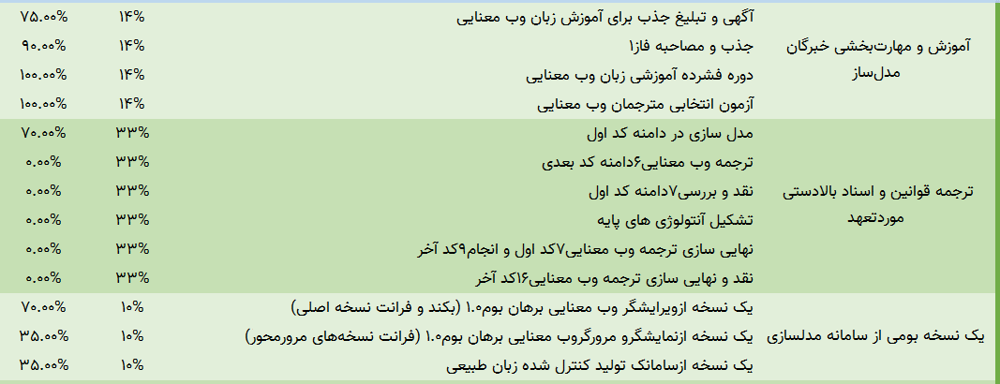 آموزش و مهارت‌بخشی خبرگان مدل‌ساز
آگهی و تبلیغ جذب برای آموزش زبان وب معنایی ۱۴% ۷۵.۰۰%
جذب و مصاحبه فاز۱ ۱۴% ۹۰.۰۰%
دوره فشرده آموزشی زبان وب معنایی ۱۴% ۱۰۰.۰۰%
آزمون انتخابی مترجمان وب معنایی ۱۴% ۱۰۰.۰۰%
ترجمه قوانین و اسناد بالادستی موردتعهد
مدل سازی در دامنه کد اول ۳۳% ۷۰.۰۰%
ترجمه وب معنایی۶دامنه کد بعدی ۳۳% ۰.۰۰%
نقد و بررسی۷دامنه کد اول ۳۳% ۰.۰۰%
تشکیل آنتولوژی های پایه ۳۳% ۰.۰۰%
نهایی سازی ترجمه وب معنایی۷کد اول و انجام۹کد آخر ۳۳% ۰.۰۰%
نقد و نهایی سازی ترجمه وب معنایی۱۶کد آخر ۳۳% ۰.۰۰%
یک نسخه بومی از سامانه مدلسازی
یک نسخه ازویرایشگر وب معنایی برهان بوم۱.۰ (بکند و فرانت نسخه اصلی) ۱۰% ۷۰.۰۰%
یک نسخه ازنمایشگرو مرورگروب معنایی برهان بوم۱.۰ (فرانت نسخه‌های مرورمحور) ۱۰% ۳۵.۰۰%
یک نسخه ازسامانک تولید کنترل شده زبان طبیعی ۱۰% ۳۵.۰۰%